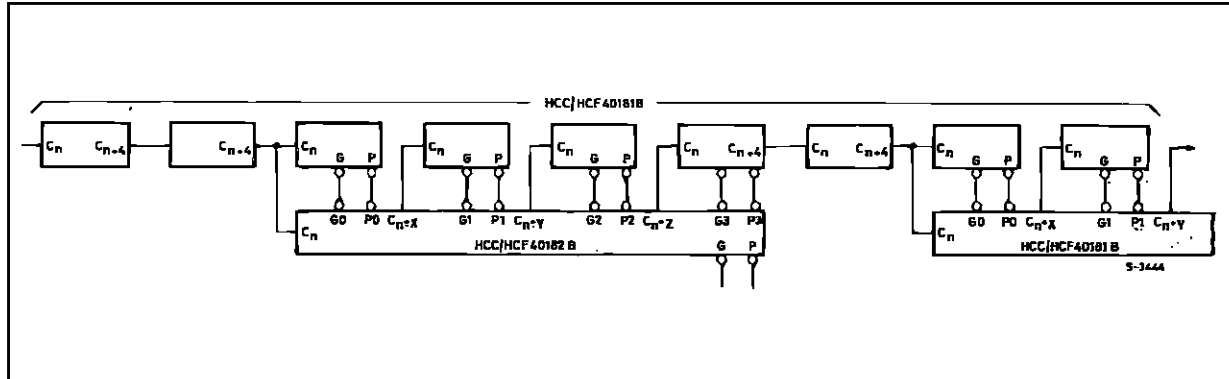 HCC/HCF40181B
Cn Cn+4 Cn+4 Cn Cn Cn Cn Cn+4 Cn Cn+4 Cn Cn
G P G P G P G P G P
G0 P0 Cn+X G1 P1 Cn+Y G2 P2 Cn+Z G3 P3 G0 P0 Cn+X G1 P1 Cn+Y
Cn Cn
HCC/HCF40182B HCC/HCF40181B
G P S-3444